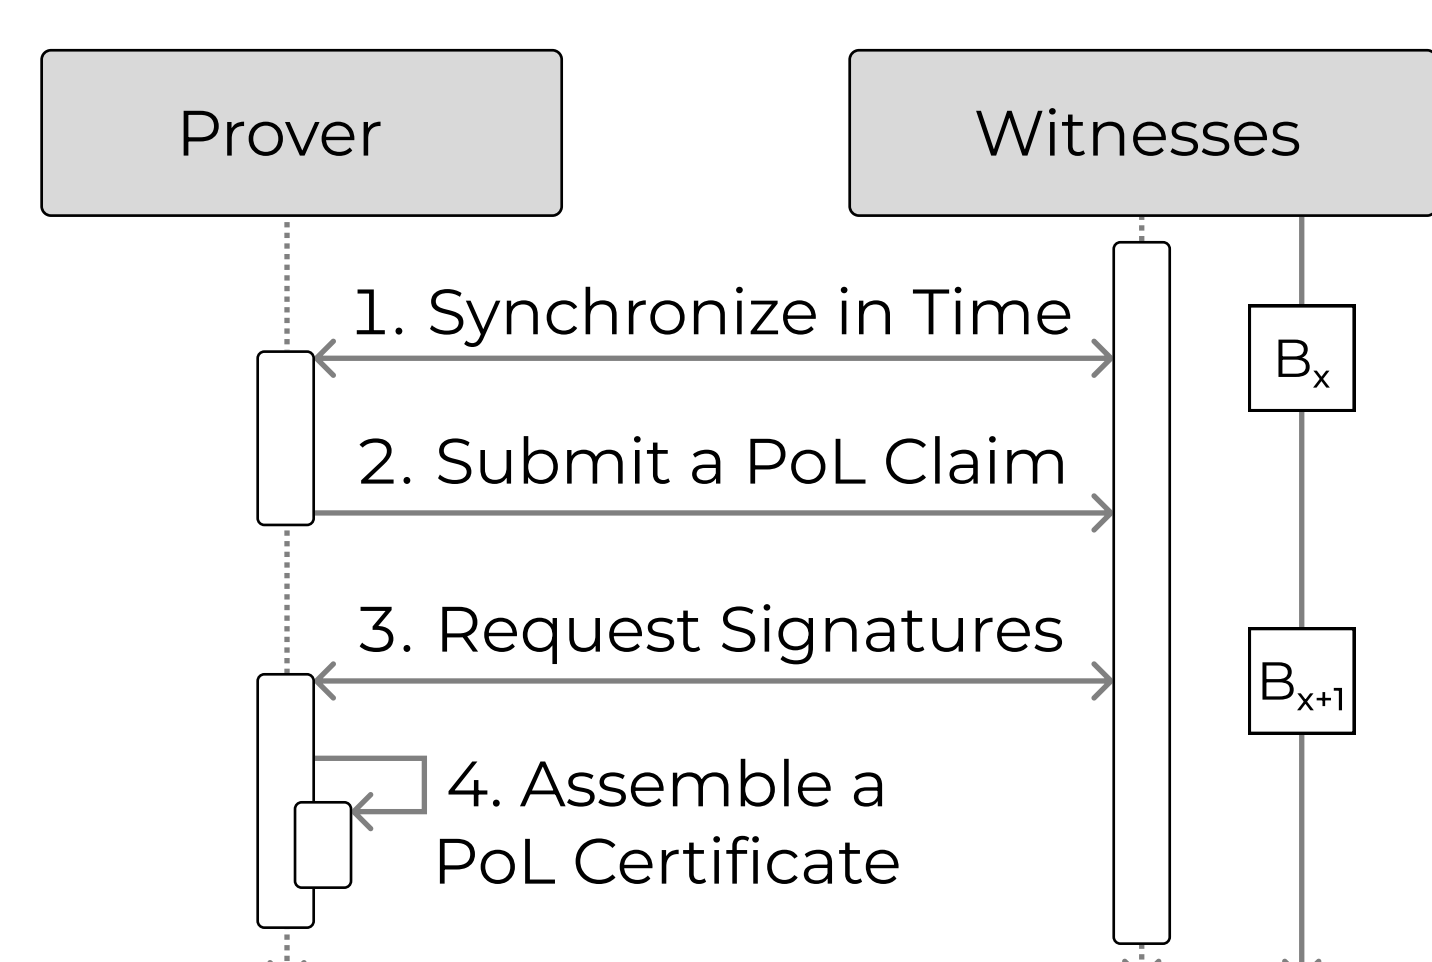 Prover
Witnesses
1. Synchronize in Time
Bx
2. Submit a PoL Claim
3. Request Signatures
Bx+1
4. Assemble a
PoL Certificate